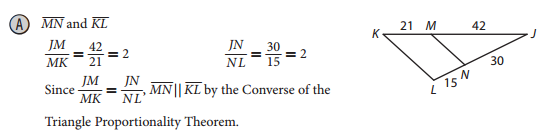 A MN and KL
JM/MK = 42/21 = 2 JN/NL = 30/15 = 2
Since JM/MK = JN/NL, MN || KL by the Converse of the
Triangle Proportionality Theorem.
K 21 M 42 J
L 15 N 30